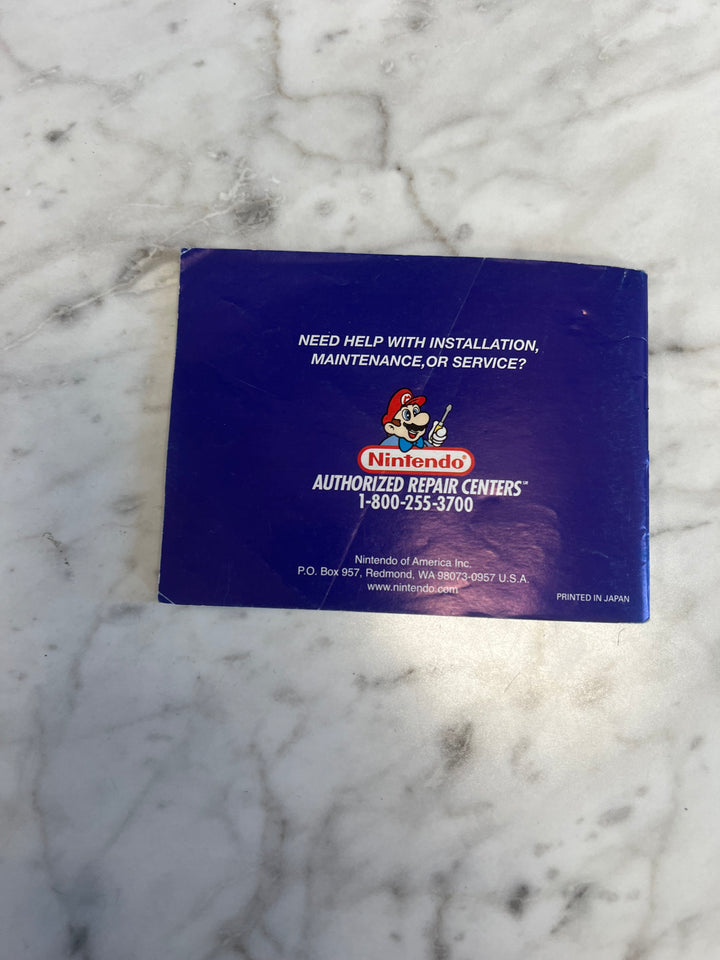 NEED HELP WITH INSTALLATION,
MAINTENANCE,OR SERVICE?
Nintendo®
AUTHORIZED REPAIR CENTERS℠
1-800-255-3700
Nintendo of America Inc.
P.O. Box 957, Redmond, WA 98073-0957 U.S.A.
www.nintendo.com
PRINTED IN JAPAN